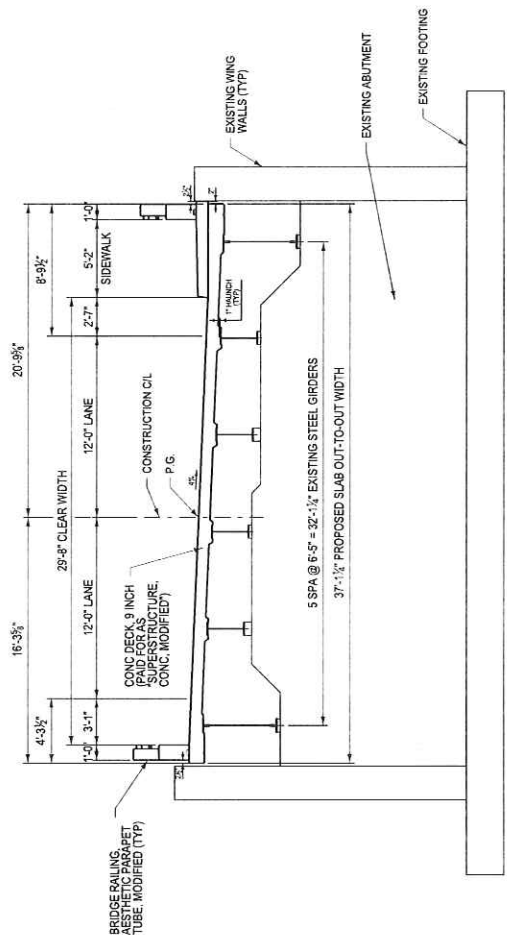 16'-3⅝"
20'-9⅝"
4'-3½"
8'-9½"
29'-8" CLEAR WIDTH
1'-0"
3'-1"
12'-0" LANE
12'-0" LANE
2'-7"
5'-2"
SIDEWALK
1'-0"
BRIDGE RAILING,
AESTHETIC PARAPET
TUBE, MODIFIED (TYP)
CONC DECK, 9 INCH
(PAID FOR AS
"SUPERSTRUCTURE,
CONC, MODIFIED")
CONSTRUCTION C/L
P.G.
1" HAUNCH
(TYP)
2"
EXISTING WING
WALLS (TYP)
5 SPA @ 6'-5" = 32'-1¼" EXISTING STEEL GIRDERS
37'-1¼" PROPOSED SLAB OUT-TO-OUT WIDTH
EXISTING ABUTMENT
EXISTING FOOTING